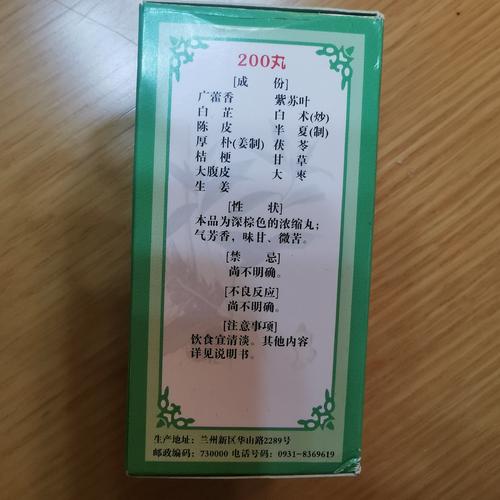 200丸
[成 份]
广藿香 紫苏叶
白 芷 白 术(炒)
陈 皮 半 夏(制)
厚 朴(姜制) 茯 苓
桔 梗 甘 草
大腹皮 大 枣
生 姜
[性 状]
本品为深棕色的浓缩丸；
气芳香，味甘、微苦。
[禁 忌]
尚不明确。
[不良反应]
尚不明确。
[注意事项]
饮食宜清淡。其他内容
详见说明书。
生产地址: 兰州新区华山路2289号
邮政编码: 730000 电话号码: 0931-8369619